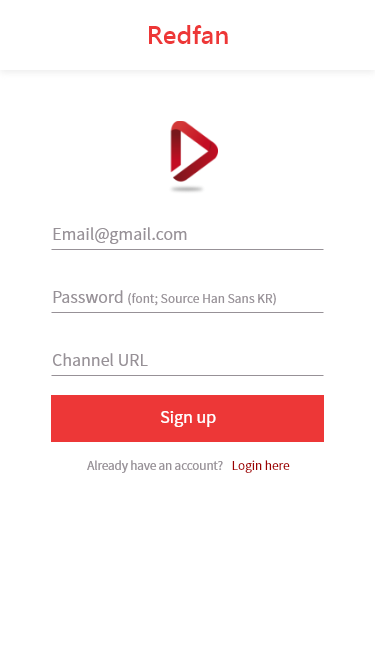 Redfan
Email@gmail.com
Password (font; Source Han Sans KR)
Channel URL
Sign up
Already have an account? Login here